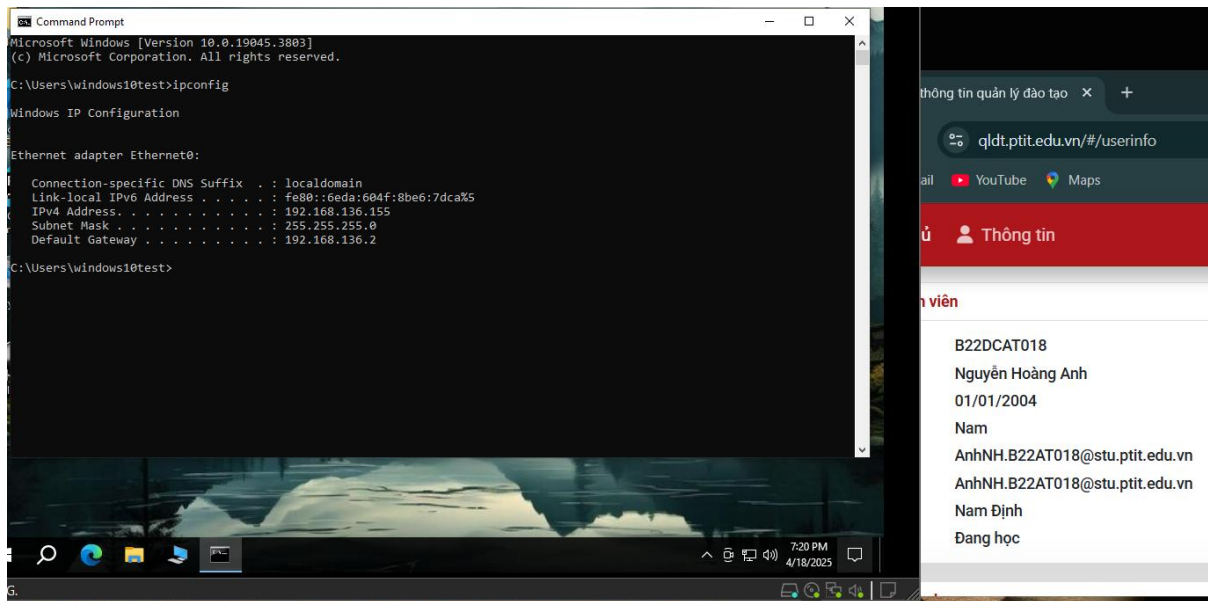 Command Prompt
Microsoft Windows [Version 10.0.19045.3803]
(c) Microsoft Corporation. All rights reserved.
C:\Users\windows10test>ipconfig
Windows IP Configuration
Ethernet adapter Ethernet0:
Connection-specific DNS Suffix . : localdomain
Link-local IPv6 Address . . . . . : fe80::6eda:604f:8be6:7dca%5
IPv4 Address. . . . . . . . . . . : 192.168.136.155
Subnet Mask . . . . . . . . . . . : 255.255.255.0
Default Gateway . . . . . . . . . : 192.168.136.2
C:\Users\windows10test>
7:20 PM
4/18/2025
G.
thông tin quản lý đào tạo
qldt.ptit.edu.vn/#/userinfo
ail YouTube Maps
ủ Thông tin
viên
B22DCAT018
Nguyễn Hoàng Anh
01/01/2004
Nam
AnhNH.B22AT018@stu.ptit.edu.vn
AnhNH.B22AT018@stu.ptit.edu.vn
Nam Định
Đang học